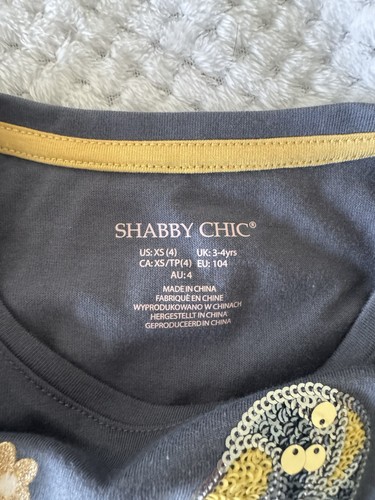 SHABBY CHIC®
US: XS (4) UK: 3-4yrs
CA: XS/TP(4) EU: 104
AU: 4
MADE IN CHINA
FABRIQUÉ EN CHINE
WYPRODUKOWANO W CHINACH
HERGESTELLT IN CHINA
GEPRODUCEERD IN CHINA